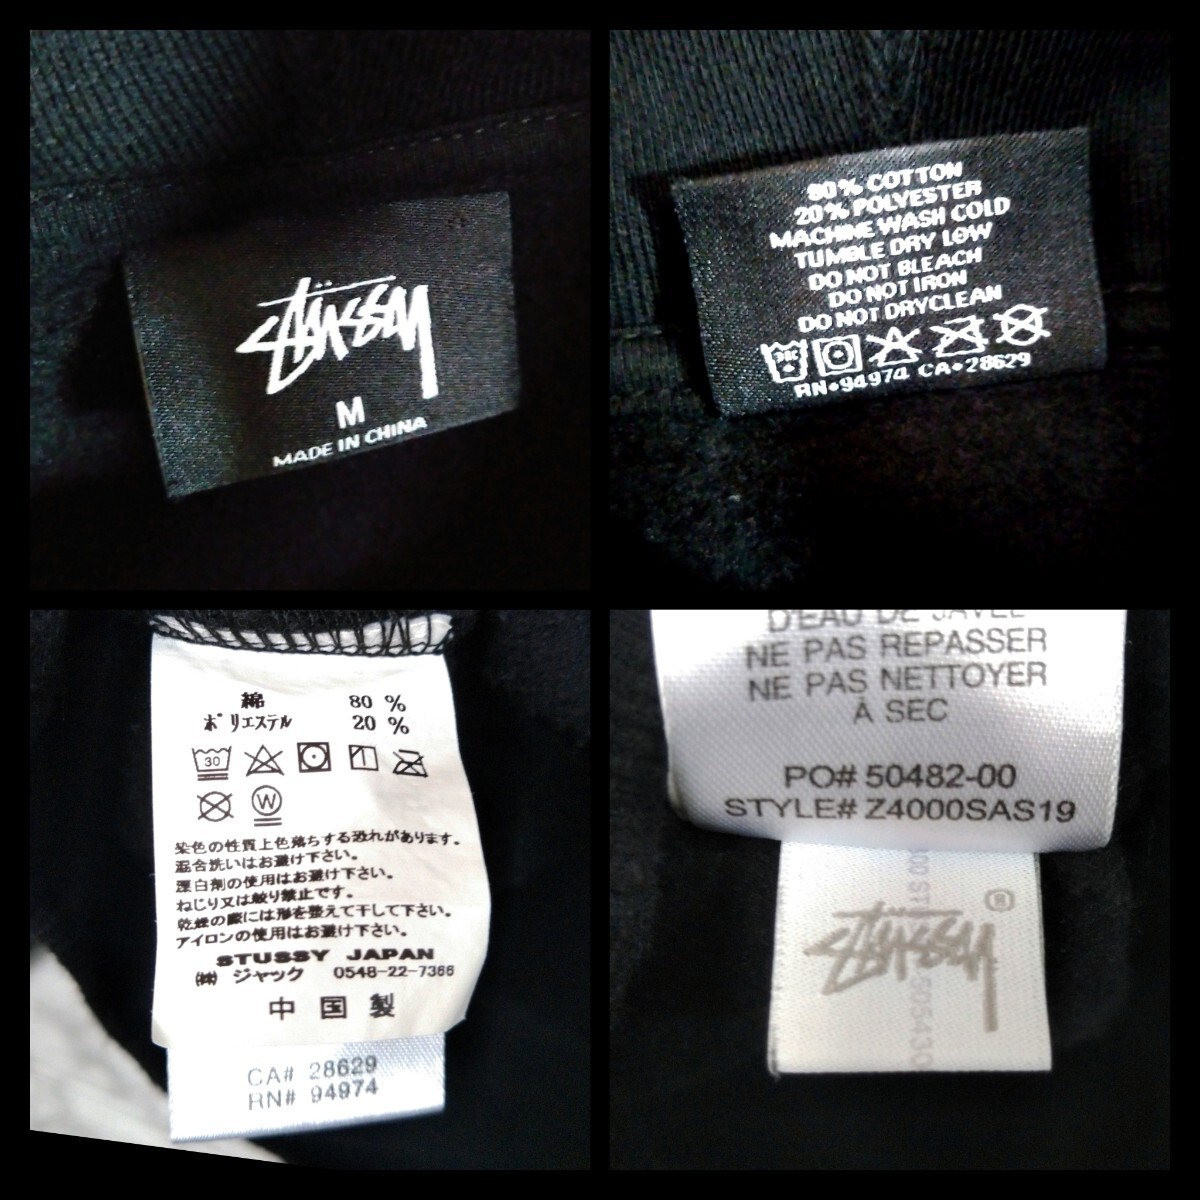 STÜSSY
M
MADE IN CHINA
80% COTTON
20% POLYESTER
MACHINE WASH COLD
TUMBLE DRY LOW
DO NOT BLEACH
DO NOT IRON
DO NOT DRYCLEAN
RN•94974 CA•28629
綿 80 %
ポリエステル 20 %
30
W
染色の性質上色落ちする恐れがあります。
混合洗いはお避け下さい。
漂白剤の使用はお避け下さい。
ねじり又は絞り禁止です。
乾燥の際には形を整えて干して下さい。
アイロンの使用はお避け下さい。
STUSSY JAPAN
㈱ ジャック 0548-22-7366
中国製
CA# 28629
RN# 94974
D'EAU DE JAVEL
NE PAS REPASSER
NE PAS NETTOYER
À SEC
PO# 50482-00
STYLE# Z4000SAS19
STÜSSY ®